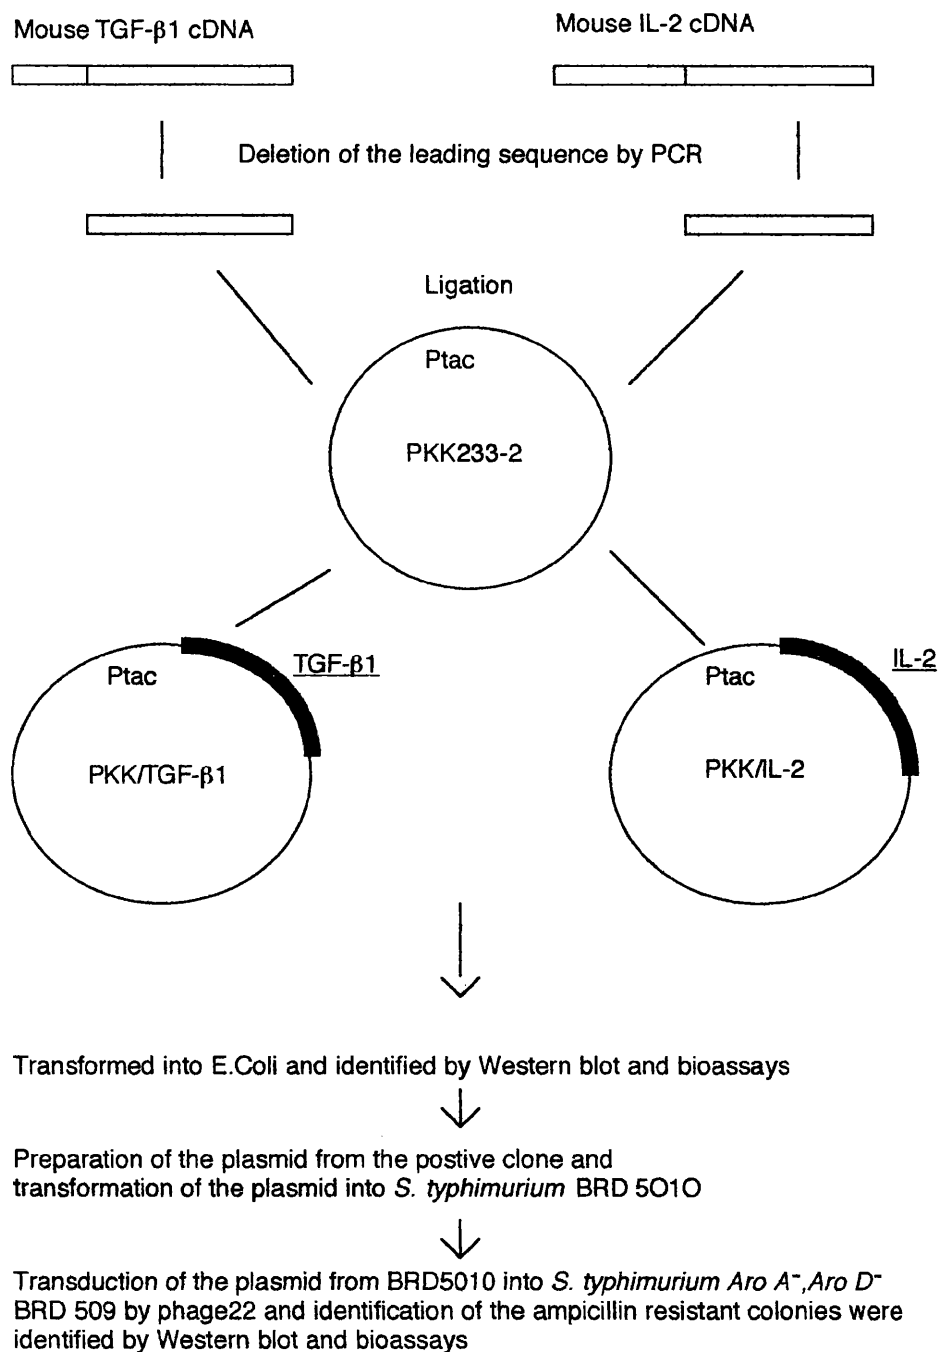 Mouse TGF-β1 cDNA
Mouse IL-2 cDNA
Deletion of the leading sequence by PCR
Ligation
Ptac
PKK233-2
TGF-β1
Ptac
PKK/TGF-β1
IL-2
Ptac
PKK/IL-2
Transformed into E.Coli and identified by Western blot and bioassays
Preparation of the plasmid from the postive clone and
transformation of the plasmid into S. typhimurium BRD 5010
Transduction of the plasmid from BRD5010 into S. typhimurium Aro A⁻,Aro D⁻
BRD 509 by phage22 and identification of the ampicillin resistant colonies were
identified by Western blot and bioassays